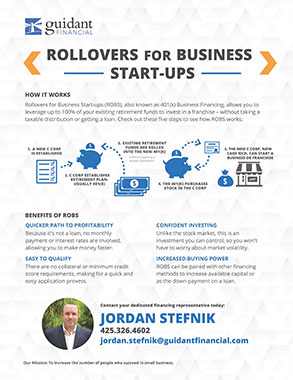 guidant
FINANCIAL
ROLLOVERS FOR BUSINESS
START-UPS
HOW IT WORKS
Rollovers for Business Startups (ROBS), also known as 401(k) Business Financing, allows you to
leverage up to 100% of your existing retirement funds to invest in a franchise – without taking a
taxable distribution or getting a loan. Check out these five steps to see how ROBS works:
1. A NEW C CORP
IS ESTABLISHED
2. C CORP ESTABLISHES
RETIREMENT PLAN:
USUALLY 401(K)
3. EXISTING RETIREMENT
FUNDS ARE ROLLED
INTO THE NEW 401(K)
4. THE 401(K) PURCHASES
STOCK IN THE C CORP
5. THE NEW C CORP, NOW
CASH RICH, CAN START A
BUSINESS OR FRANCHISE
BENEFITS OF ROBS
QUICKER PATH TO PROFITABILITY
Because it's not a loan, no monthly
payment or interest rates are involved,
allowing you to make money faster.
EASY TO QUALIFY
There are no collateral or minimum credit
score requirements, making for a quick and
easy application process.
CONFIDENT INVESTING
Unlike the stock market, this is an
investment you can control, so you won't
have to worry about market volatility.
INCREASED BUYING POWER
ROBS can be paired with other financing
methods to increase available capital or
as the down payment on a loan.
Contact your dedicated financing representative today:
JORDAN STEFNIK
425.326.4602
jordan.stefnik@guidantfinancial.com
Our Mission: To increase the number of people who succeed in small business.